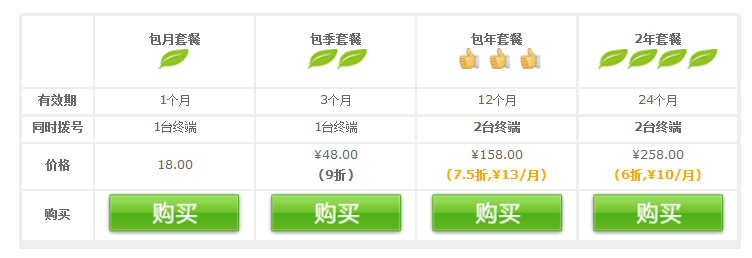 包月套餐 包季套餐 包年套餐 2年套餐
有效期 1个月 3个月 12个月 24个月
同时拨号 1台终端 1台终端 2台终端 2台终端
价格 18.00 ¥48.00 ¥158.00 ¥258.00
(9折) (7.5折,¥13/月) (6折,¥10/月)
购买 购买 购买 购买 购买